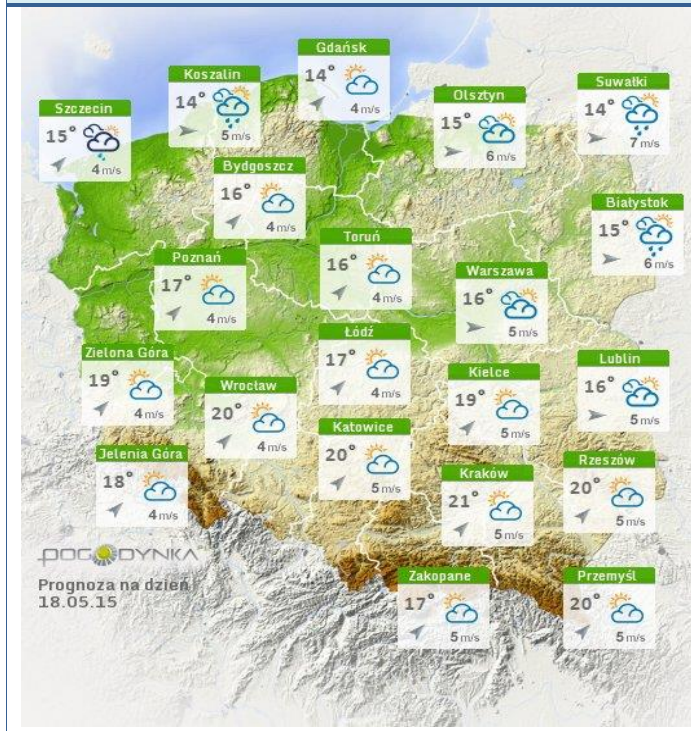 Gdańsk
14°
4 m/s
Koszalin
14°
5 m/s
Szczecin
15°
4 m/s
Olsztyn
15°
6 m/s
Suwałki
14°
7 m/s
Bydgoszcz
16°
4 m/s
Białystok
15°
6 m/s
Toruń
16°
4 m/s
Poznań
17°
4 m/s
Warszawa
16°
5 m/s
Łódź
17°
4 m/s
Zielona Góra
19°
4 m/s
Wrocław
20°
4 m/s
Kielce
19°
5 m/s
Lublin
16°
5 m/s
Katowice
20°
5 m/s
Jelenia Góra
18°
4 m/s
Kraków
21°
5 m/s
Rzeszów
20°
5 m/s
POGODYNKA
Prognoza na dzień
18.05.15
Zakopane
17°
5 m/s
Przemyśl
20°
5 m/s